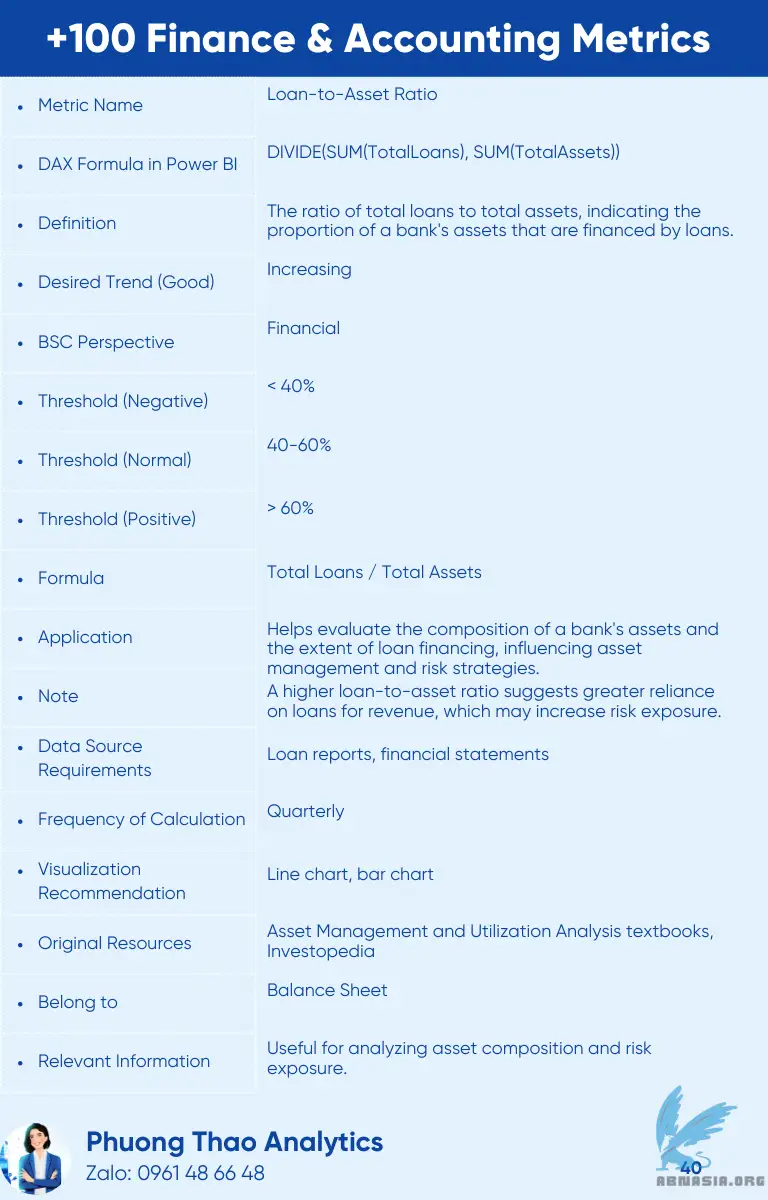 +100 Finance & Accounting Metrics
• Metric Name
Loan-to-Asset Ratio
• DAX Formula in Power BI
DIVIDE(SUM(TotalLoans), SUM(TotalAssets))
• Definition
The ratio of total loans to total assets, indicating the
proportion of a bank's assets that are financed by loans.
• Desired Trend (Good)
Increasing
• BSC Perspective
Financial
• Threshold (Negative)
< 40%
• Threshold (Normal)
40-60%
• Threshold (Positive)
> 60%
• Formula
Total Loans / Total Assets
• Application
Helps evaluate the composition of a bank's assets and
the extent of loan financing, influencing asset
management and risk strategies.
• Note
A higher loan-to-asset ratio suggests greater reliance
on loans for revenue, which may increase risk exposure.
• Data Source
Requirements
Loan reports, financial statements
• Frequency of Calculation
Quarterly
• Visualization
Recommendation
Line chart, bar chart
• Original Resources
Asset Management and Utilization Analysis textbooks,
Investopedia
• Belong to
Balance Sheet
• Relevant Information
Useful for analyzing asset composition and risk
exposure.
Phuong Thao Analytics
Zalo: 0961 48 66 48
40
ABNASIA.ORG